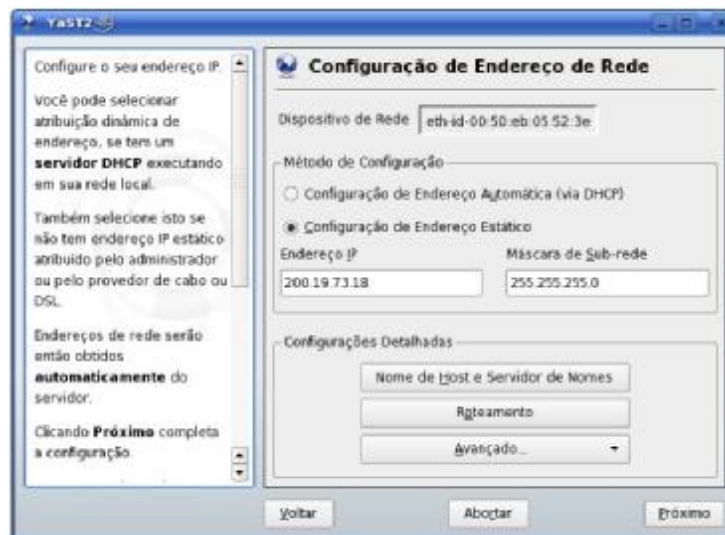 YaST2
Configure o seu endereço IP.
Você pode selecionar
atribuição dinâmica de
endereço, se tem um
servidor DHCP executando
em sua rede local.
Também selecione isto se
não tem endereço IP estático
atribuído pelo administrador
ou pelo provedor de cabo ou
DSL.
Endereços de rede serão
então obtidos
automaticamente do
servidor.
Clicando Próximo completa
a configuração.
Configuração de Endereço de Rede
Dispositivo de Rede eth-id-00:50:eb:05:52:3e
Método de Configuração
Configuração de Endereço Automática (via DHCP)
Configuração de Endereço Estático
Endereço IP Máscara de Sub-rede
200.19.73.18 255.255.255.0
Configurações Detalhadas
Nome de Host e Servidor de Nomes
Roteamento
Avançado...
Voltar Abortar Próximo